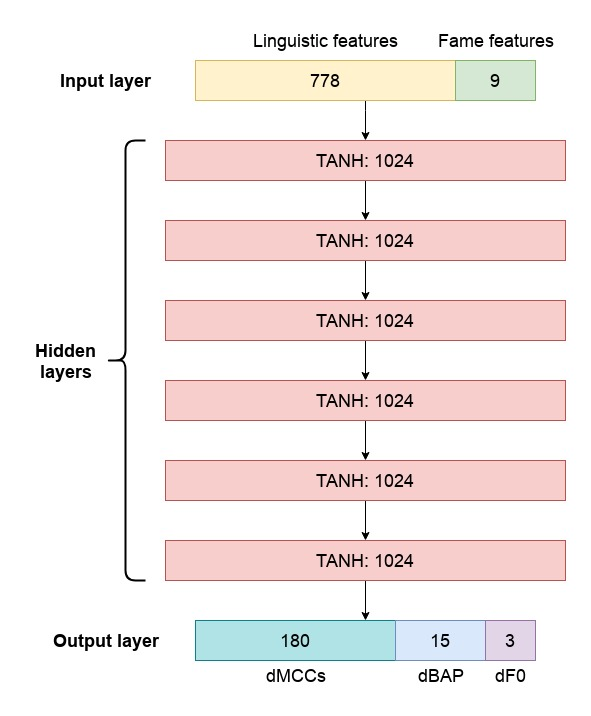 Linguistic features Fame features
Input layer 778 9
TANH: 1024
TANH: 1024
TANH: 1024
Hidden
layers
TANH: 1024
TANH: 1024
TANH: 1024
Output layer 180 15 3
dMCCs dBAP dF0